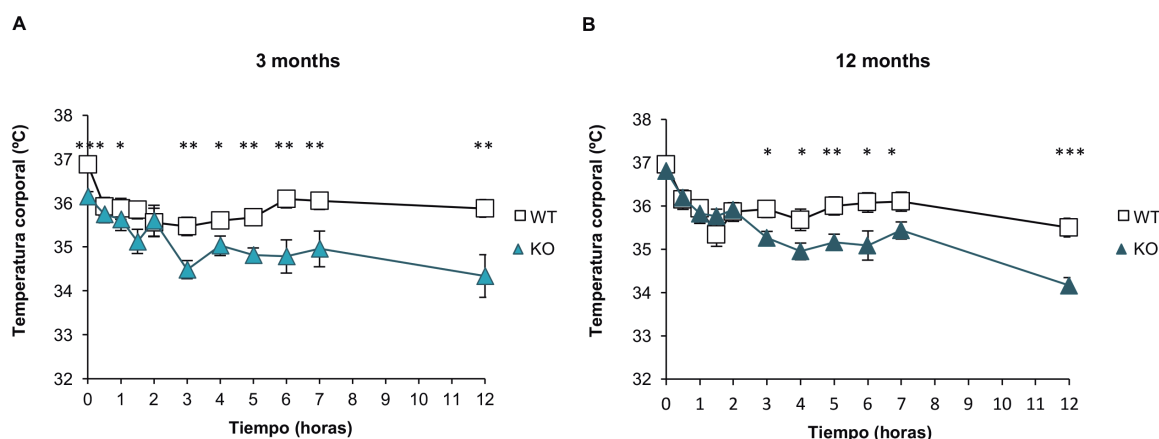 A
3 months
Temperatura corporal (ºC)
38
37
36
35
34
33
32
*** * ** * ** ** ** **
WT
KO
0 1 2 3 4 5 6 7 8 9 10 11 12
Tiempo (horas)
B
12 months
Temperatura corporal (ºC)
38
37
36
35
34
33
32
* * ** * * ***
WT
KO
0 1 2 3 4 5 6 7 8 9 10 11 12
Tiempo (horas)